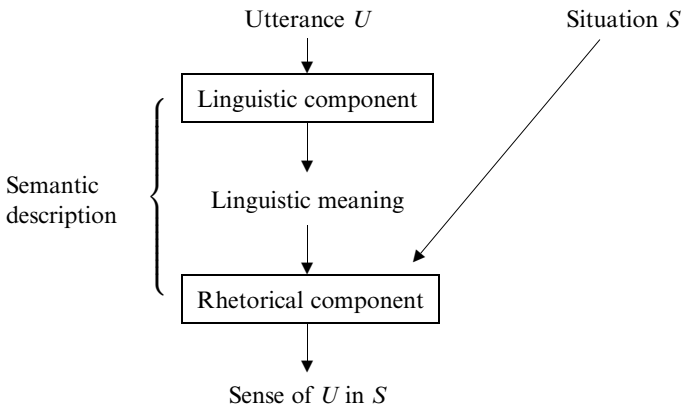 Utterance U
Situation S
Linguistic component
Semantic
description
Linguistic meaning
Rhetorical component
Sense of U in S